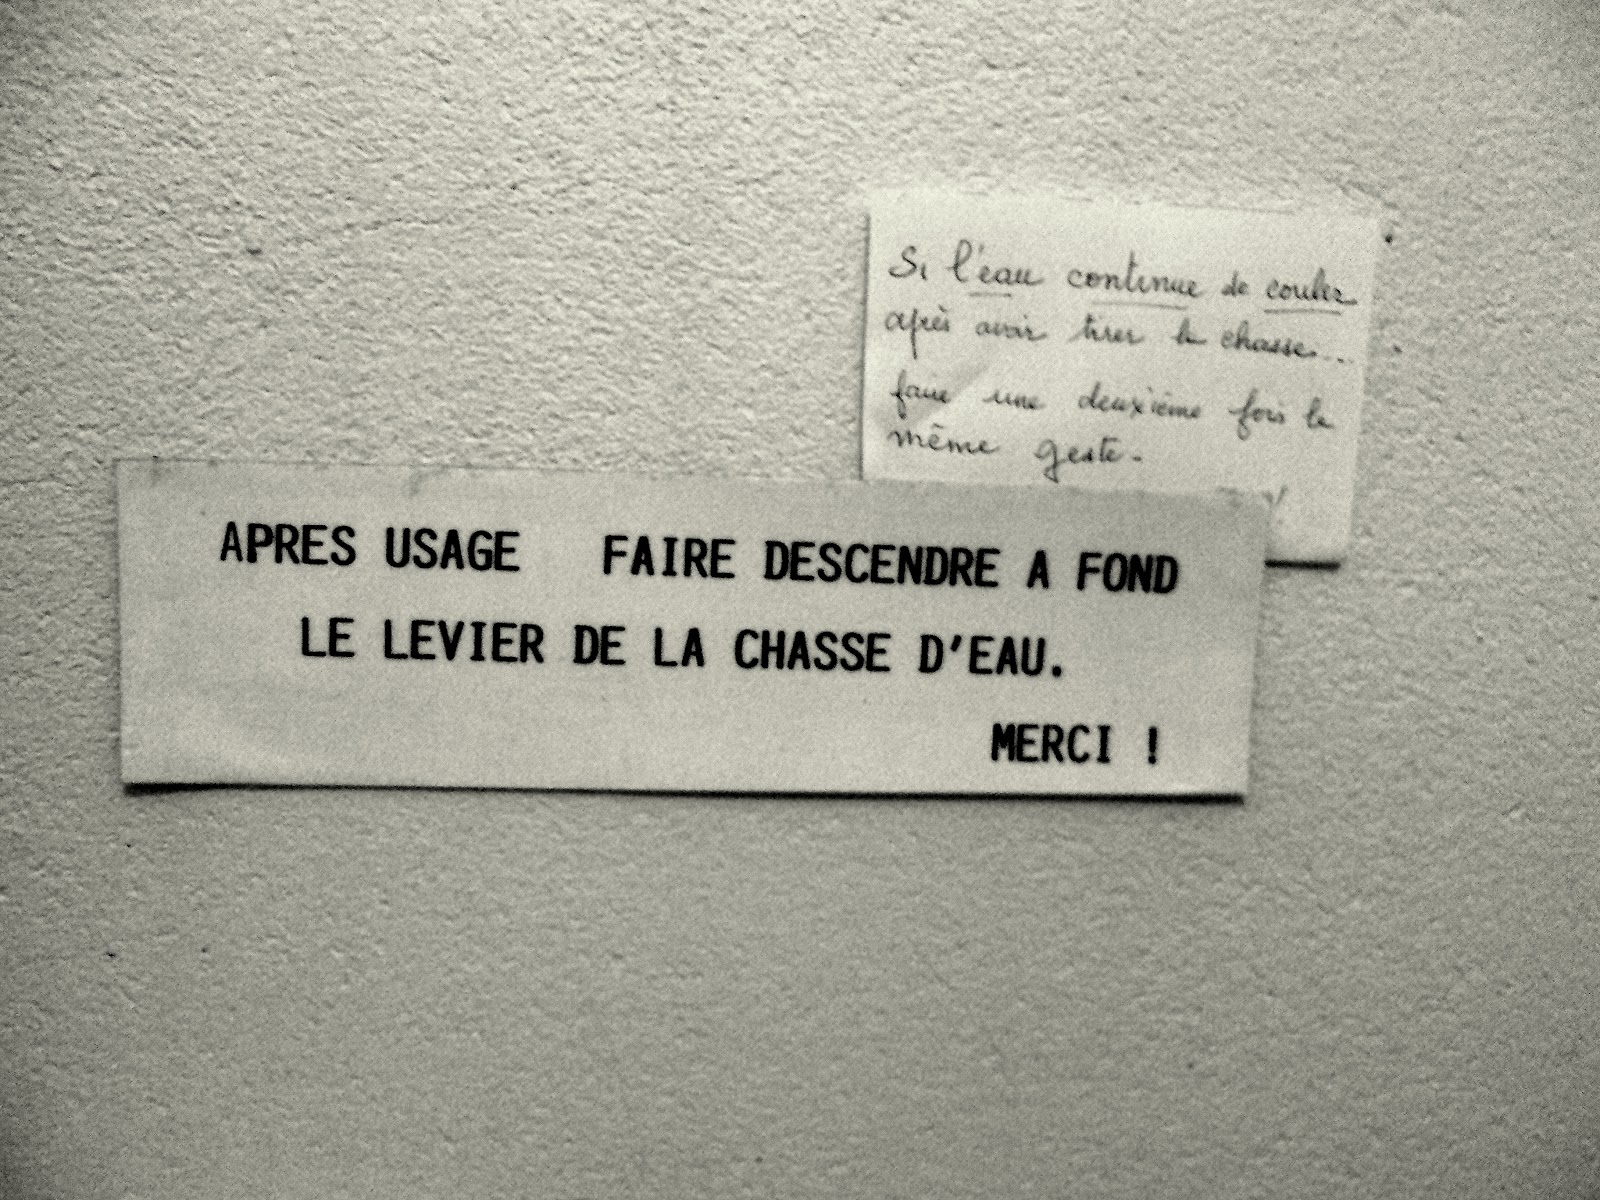 Si l'eau continue de couler
après avoir tirer la chasse...
faire une deuxième fois le
même geste.
APRES USAGE FAIRE DESCENDRE A FOND
LE LEVIER DE LA CHASSE D'EAU.
MERCI !